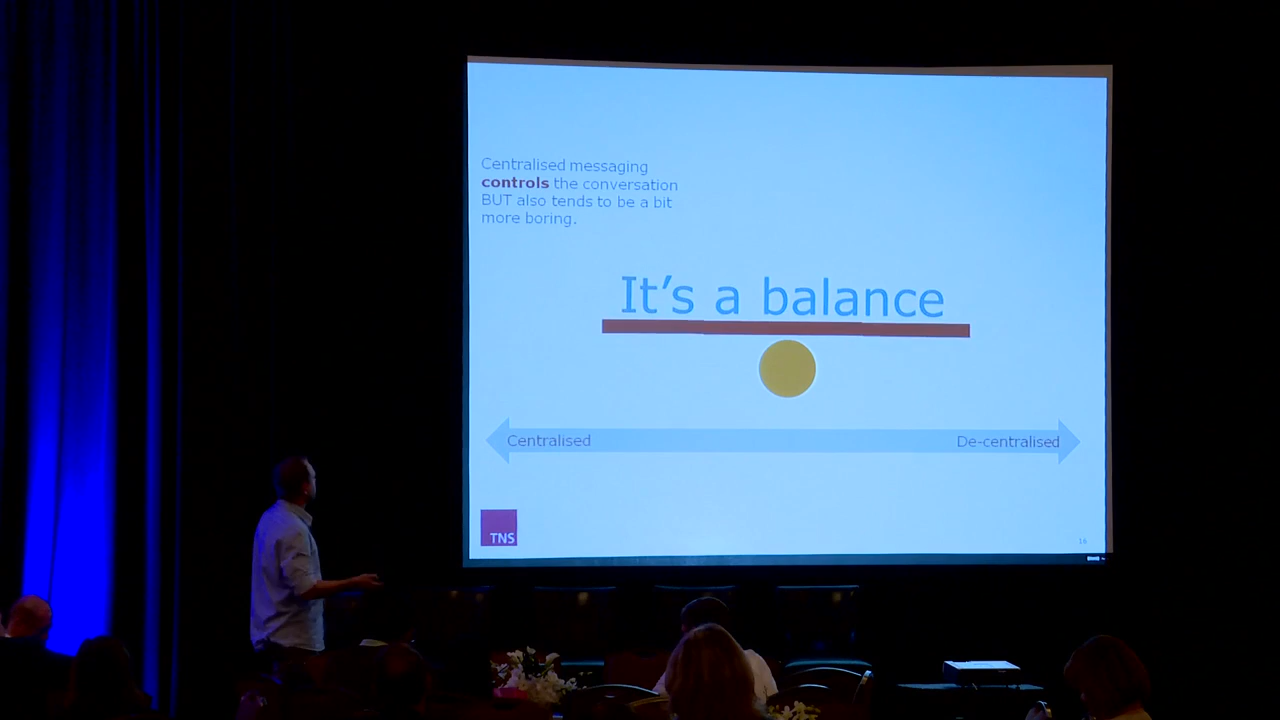 Centralised messaging
controls the conversation
BUT also tends to be a bit
more boring.
It's a balance
Centralised
De-centralised
TNS
16